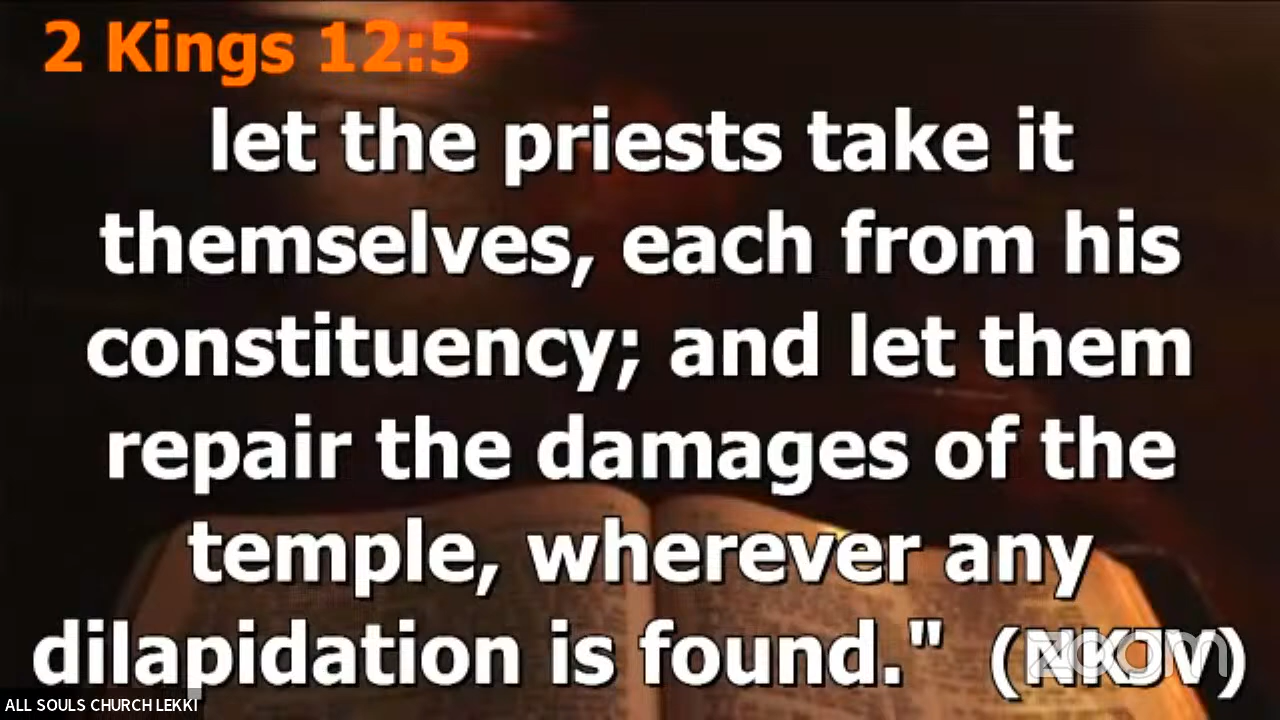 2 Kings 12:5
let the priests take it
themselves, each from his
constituency; and let them
repair the damages of the
temple, wherever any
dilapidation is found." (NKJV)
zoom
ALL SOULS CHURCH LEKKI